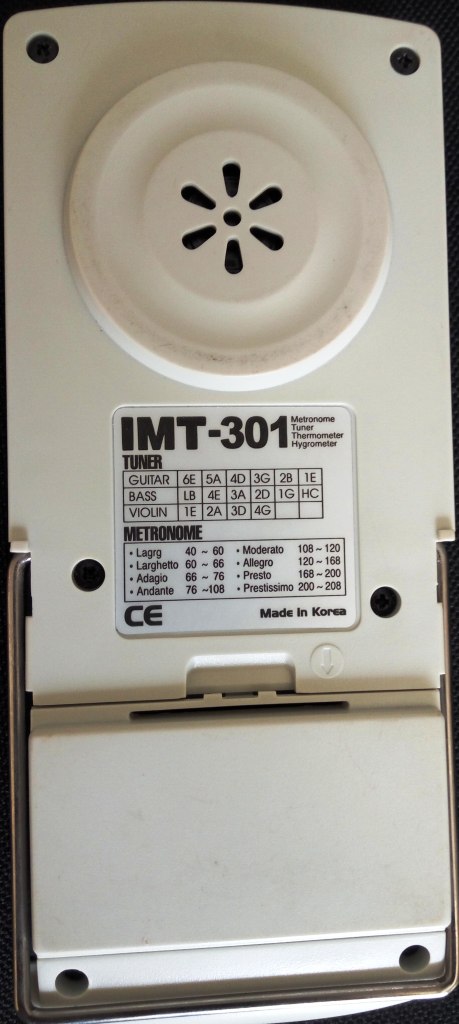 IMT-301
Metronome
Tuner
Thermometer
Hygrometer
TUNER
GUITAR 6E 5A 4D 3G 2B 1E
BASS LB 4E 3A 2D 1G HC
VIOLIN 1E 2A 3D 4G
METRONOME
• Lagrg 40 ~ 60 • Moderato 108 ~ 120
• Larghetto 60 ~ 66 • Allegro 120 ~ 168
• Adagio 66 ~ 76 • Presto 168 ~ 200
• Andante 76 ~108 • Prestissimo 200 ~ 208
CE Made In Korea